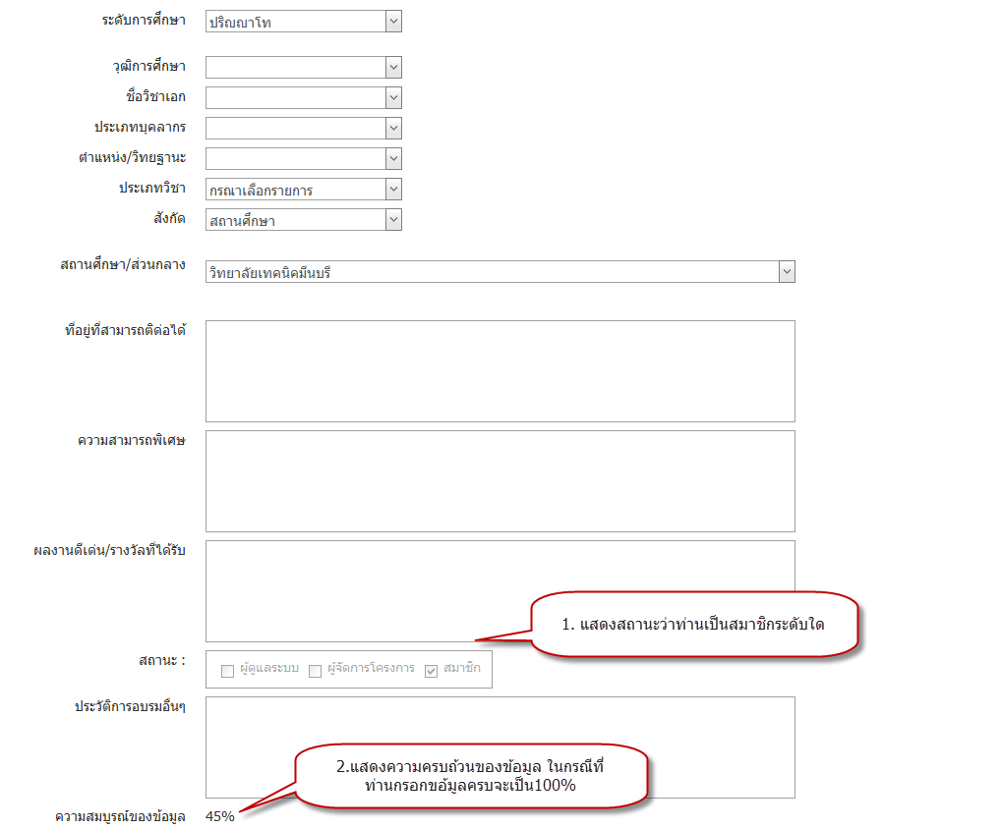 ระดับการศึกษา ปริญญาโท
วุฒิการศึกษา
ชื่อวิชาเอก
ประเภทบุคลากร
ตำแหน่ง/วิทยฐานะ
ประเภทวิชา กรุณาเลือกรายการ
สังกัด สถานศึกษา
สถานศึกษา/ส่วนกลาง วิทยาลัยเทคนิคมีนบุรี
ที่อยู่ที่สามารถติด่อได้
ความสามารถพิเศษ
ผลงานดีเด่น/รางวัลที่ได้รับ
1. แสดงสถานะว่าท่านเป็นสมาชิกระดับใด
สถานะ : ผู้ดูแลระบบ ผู้จัดการโครงการ สมาชิก
ประวัติการอบรมอื่นๆ
2.แสดงความครบถ้วนของข้อมูล ในกรณีที่
ท่านกรอกขอ้มูลครบจะเป็น100%
ความสมบูรณ์ของข้อมูล 45%